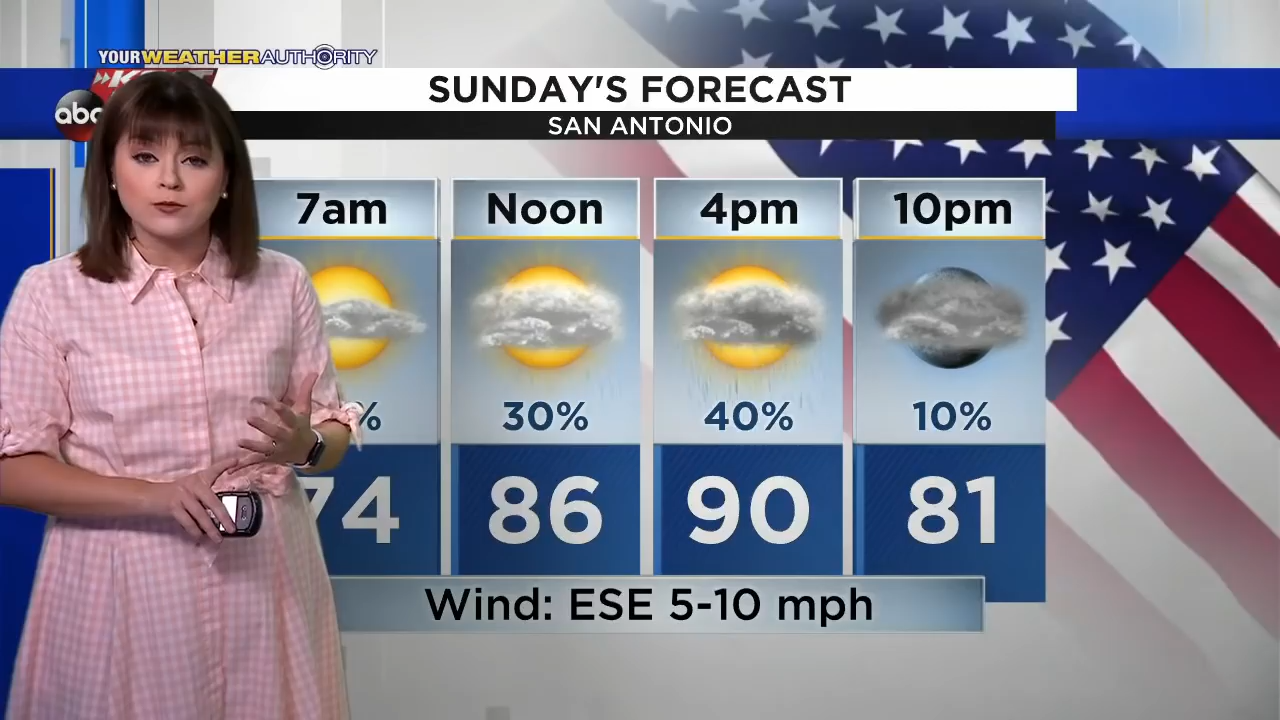 YOURWEATHERAUTHORITY
abc
SUNDAY'S FORECAST
SAN ANTONIO
7am
Noon
4pm
10pm
%
30%
40%
10%
74
86
90
81
Wind: ESE 5-10 mph